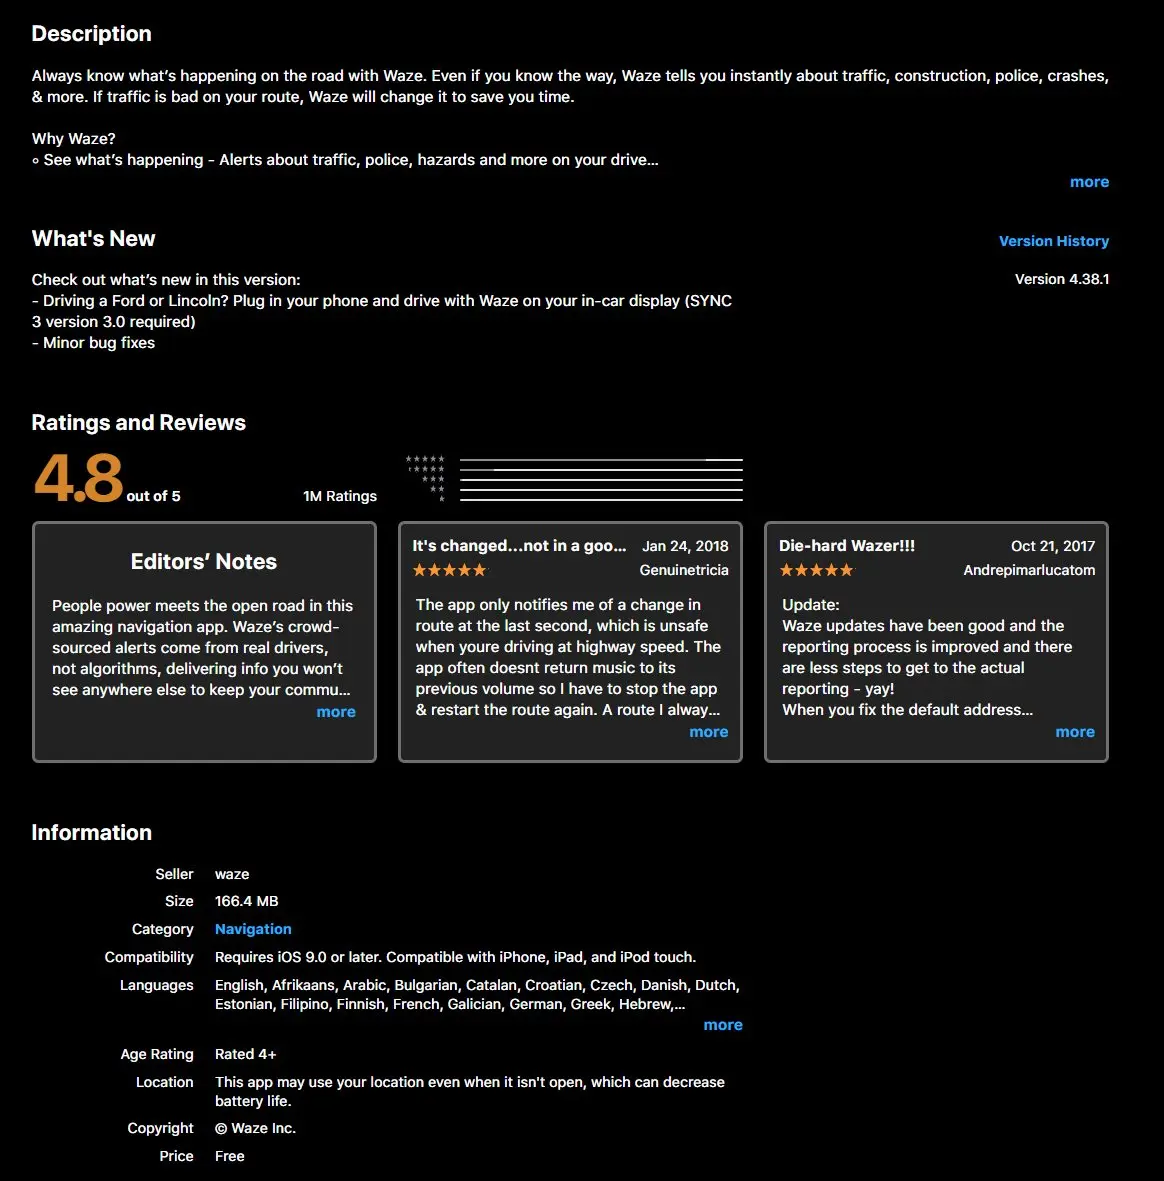 Description
Always know what's happening on the road with Waze. Even if you know the way, Waze tells you instantly about traffic, construction, police, crashes,
& more. If traffic is bad on your route, Waze will change it to save you time.
Why Waze?
∘ See what's happening - Alerts about traffic, police, hazards and more on your drive...
more
What's New
Version History
Check out what's new in this version:
Version 4.38.1
- Driving a Ford or Lincoln? Plug in your phone and drive with Waze on your in-car display (SYNC
3 version 3.0 required)
- Minor bug fixes
Ratings and Reviews
4.8 out of 5
1M Ratings
Editors' Notes
People power meets the open road in this
amazing navigation app. Waze's crowd-
sourced alerts come from real drivers,
not algorithms, delivering info you won't
see anywhere else to keep your commu...
more
It's changed...not in a goo...
Jan 24, 2018
★★★★★
Genuinetricia
The app only notifies me of a change in
route at the last second, which is unsafe
when youre driving at highway speed. The
app often doesnt return music to its
previous volume so I have to stop the app
& restart the route again. A route I alway...
more
Die-hard Wazer!!!
Oct 21, 2017
★★★★★
Andrepimarlucatom
Update:
Waze updates have been good and the
reporting process is improved and there
are less steps to get to the actual
reporting - yay!
When you fix the default address...
more
Information
Seller waze
Size 166.4 MB
Category Navigation
Compatibility Requires iOS 9.0 or later. Compatible with iPhone, iPad, and iPod touch.
Languages English, Afrikaans, Arabic, Bulgarian, Catalan, Croatian, Czech, Danish, Dutch,
Estonian, Filipino, Finnish, French, Galician, German, Greek, Hebrew,...
more
Age Rating Rated 4+
Location This app may use your location even when it isn't open, which can decrease
battery life.
Copyright © Waze Inc.
Price Free